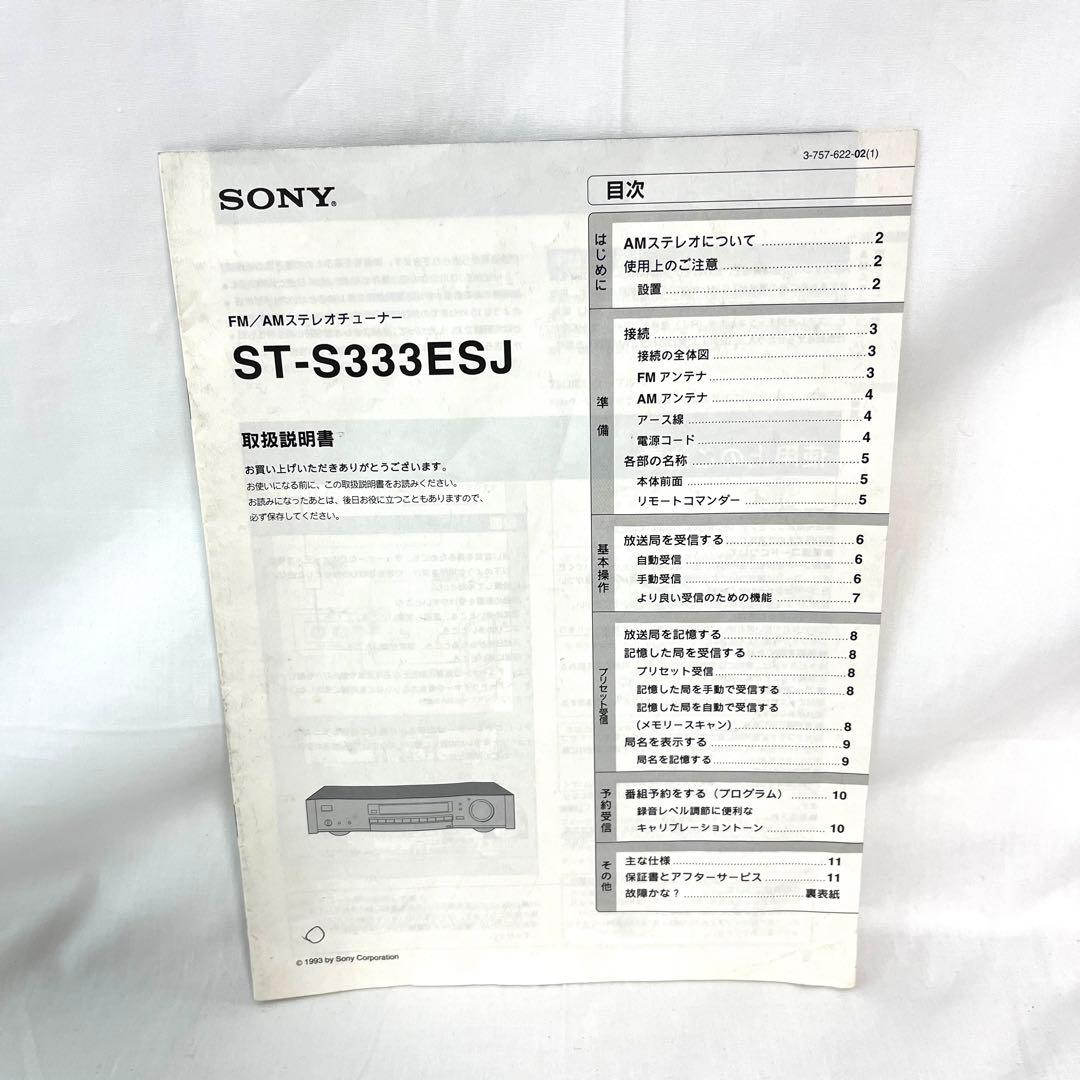 3-757-622-02(1)
SONY®
FM/AMステレオチューナー
ST-S333ESJ
取扱説明書
お買い上げいただきありがとうございます。
お使いになる前に、この取扱説明書をお読みください。
お読みになったあとは、後日お役に立つこともありますので、
必ず保存してください。
© 1993 by Sony Corporation
目次
はじめに
AMステレオについて ............ 2
使用上のご注意 ............ 2
設置 ............ 2
準備
接続 ............ 3
接続の全体図 ............ 3
FMアンテナ ............ 3
AMアンテナ ............ 4
アース線 ............ 4
電源コード ............ 4
各部の名称 ............ 5
本体前面 ............ 5
リモートコマンダー ............ 5
基本操作
放送局を受信する ............ 6
自動受信 ............ 6
手動受信 ............ 6
より良い受信のための機能 ............ 7
プリセット受信
放送局を記憶する ............ 8
記憶した局を受信する ............ 8
プリセット受信 ............ 8
記憶した局を手動で受信する ............ 8
記憶した局を自動で受信する
(メモリースキャン) ............ 8
局名を表示する ............ 9
局名を記憶する ............ 9
予約受信
番組予約をする(プログラム) ............ 10
録音レベル調節に便利な
キャリブレーショントーン ............ 10
その他
主な仕様 ............ 11
保証書とアフターサービス ............ 11
故障かな? ............ 裏表紙